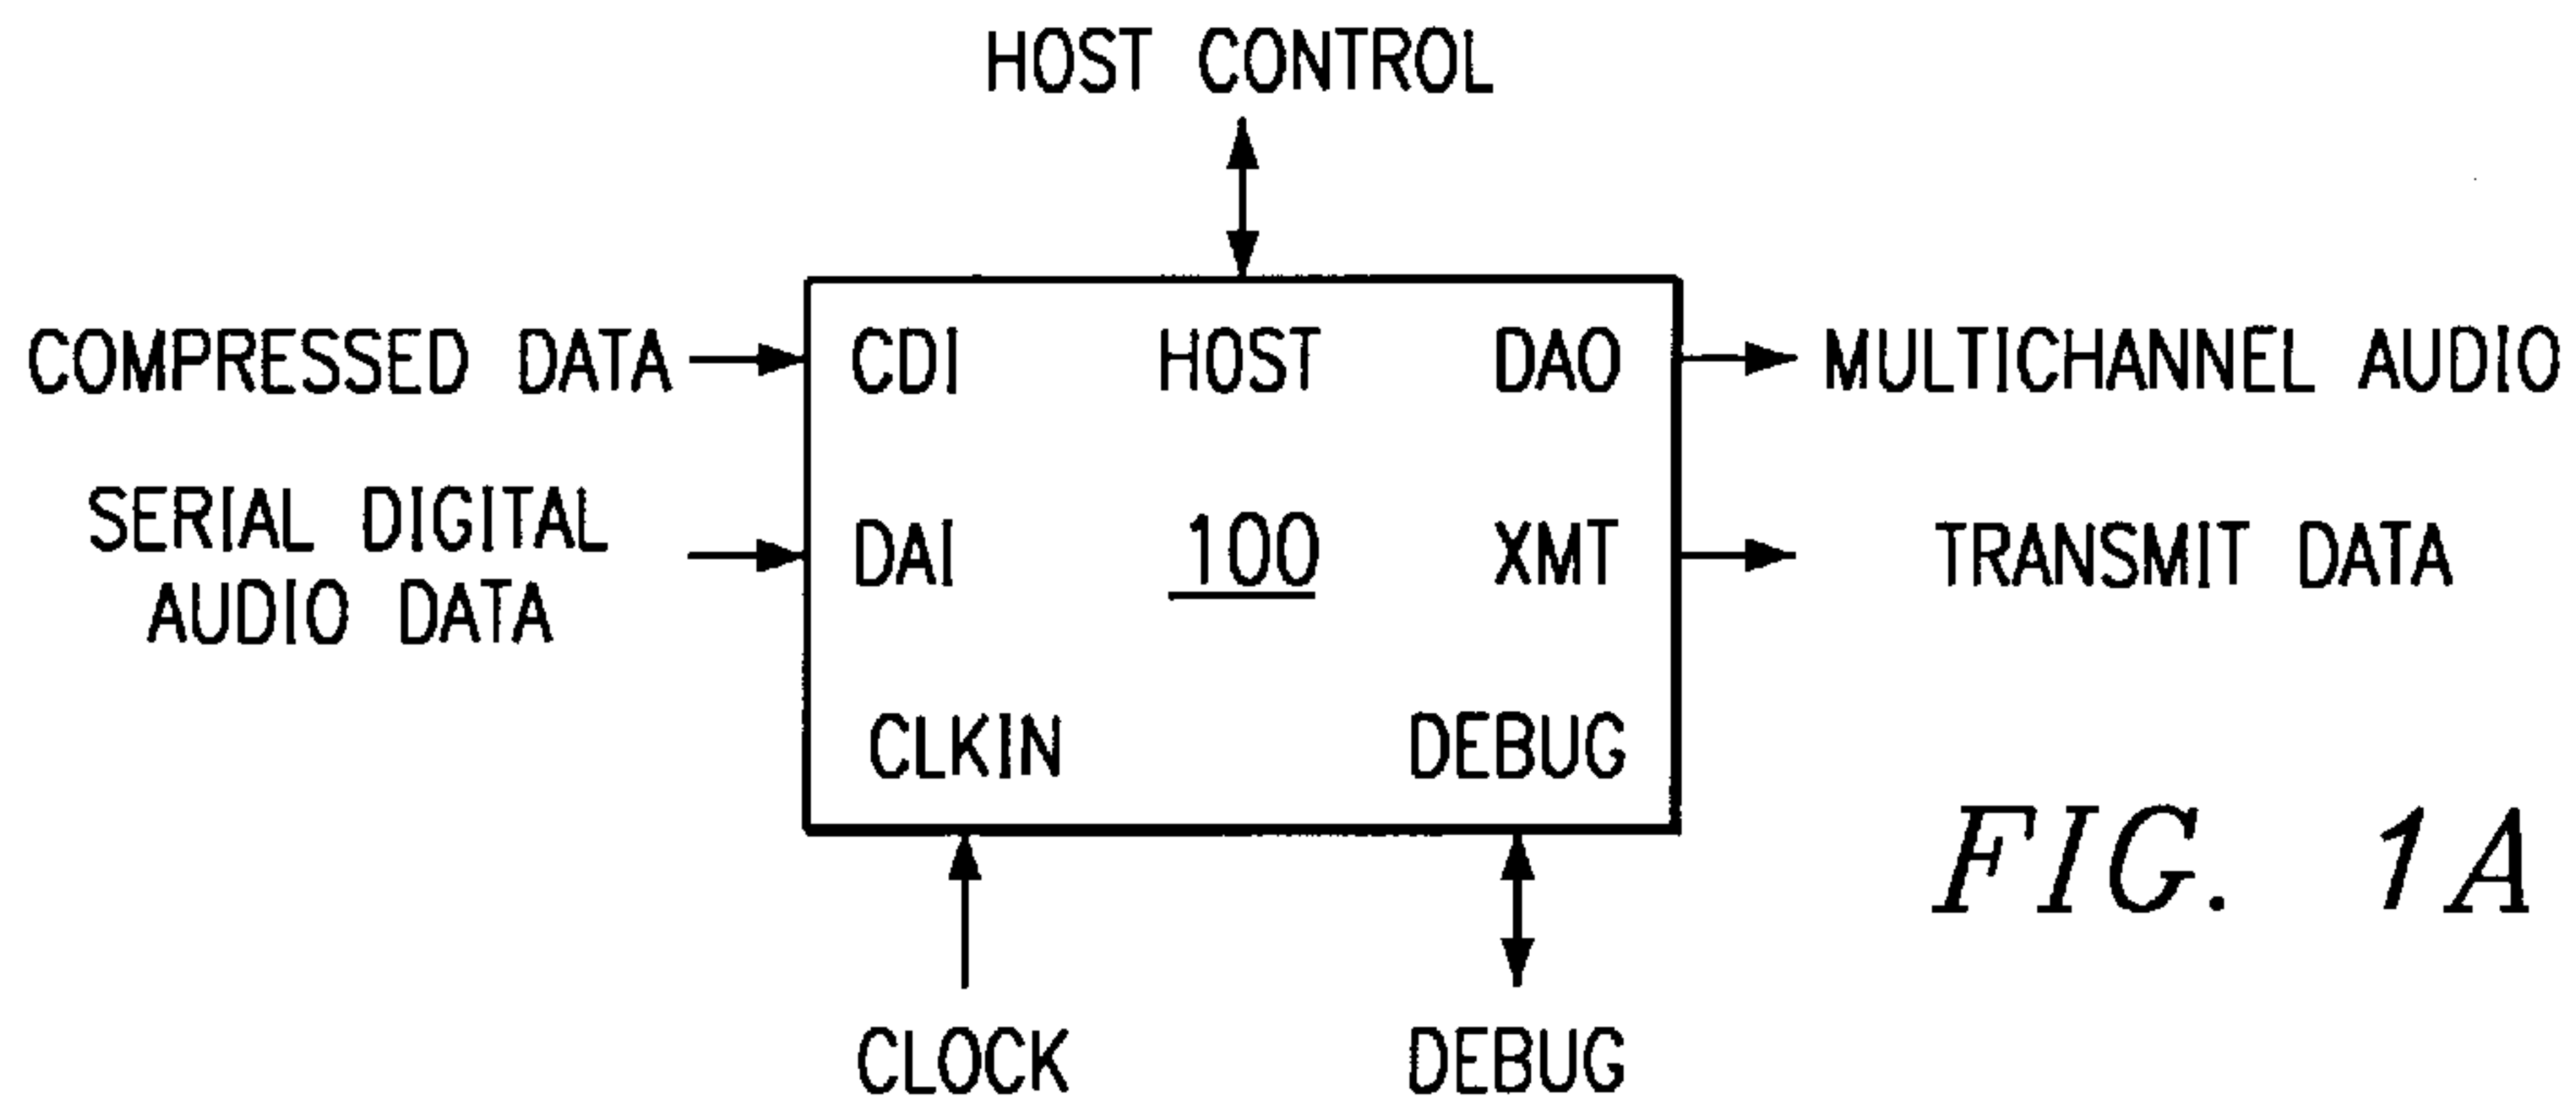 HOST CONTROL
COMPRESSED DATA
CDI
HOST
DAO
MULTICHANNEL AUDIO
SERIAL DIGITAL
AUDIO DATA
DAI
100
XMT
TRANSMIT DATA
CLKIN
DEBUG
FIG. 1A
CLOCK
DEBUG